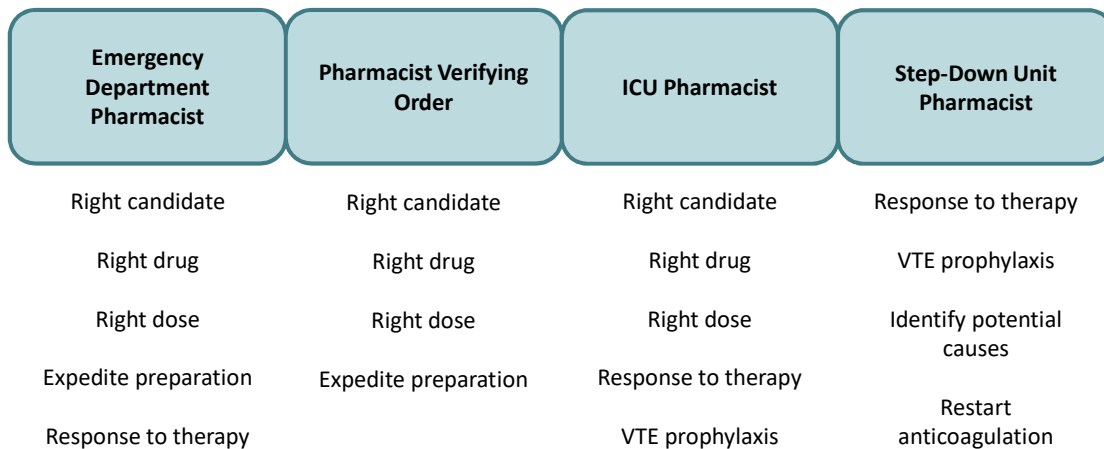 Emergency
Department
Pharmacist
Right candidate
Right drug
Right dose
Expedite preparation
Response to therapy
Pharmacist Verifying
Order
Right candidate
Right drug
Right dose
Expedite preparation
ICU Pharmacist
Right candidate
Right drug
Right dose
Response to therapy
VTE prophylaxis
Step-Down Unit
Pharmacist
Response to therapy
VTE prophylaxis
Identify potential
causes
Restart
anticoagulation